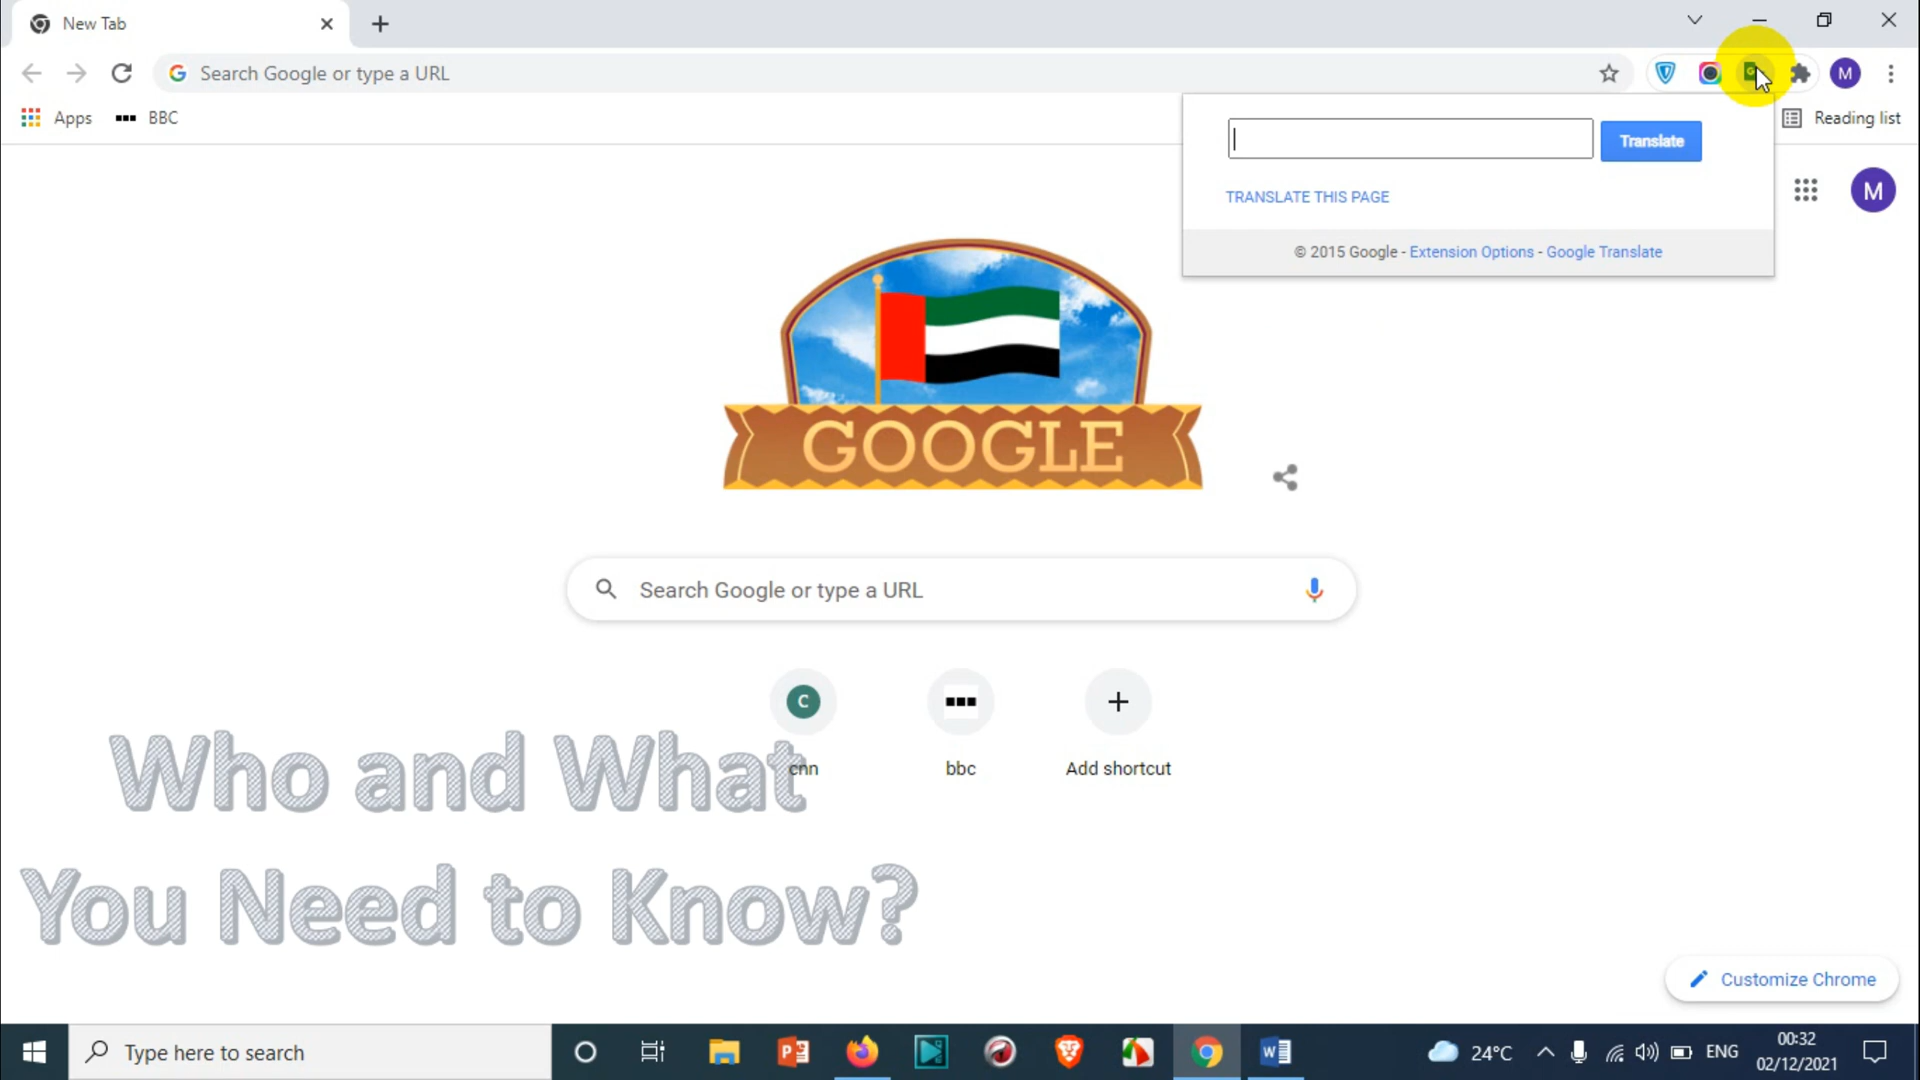 New Tab
Search Google or type a URL
M
Apps
BBC
Reading list
Translate
TRANSLATE THIS PAGE
© 2015 Google - Extension Options - Google Translate
M
GOOGLE
Search Google or type a URL
C
cnn
bbc
Add shortcut
Who and What
You Need to Know?
Customize Chrome
Type here to search
24°C
ENG
00:32
02/12/2021